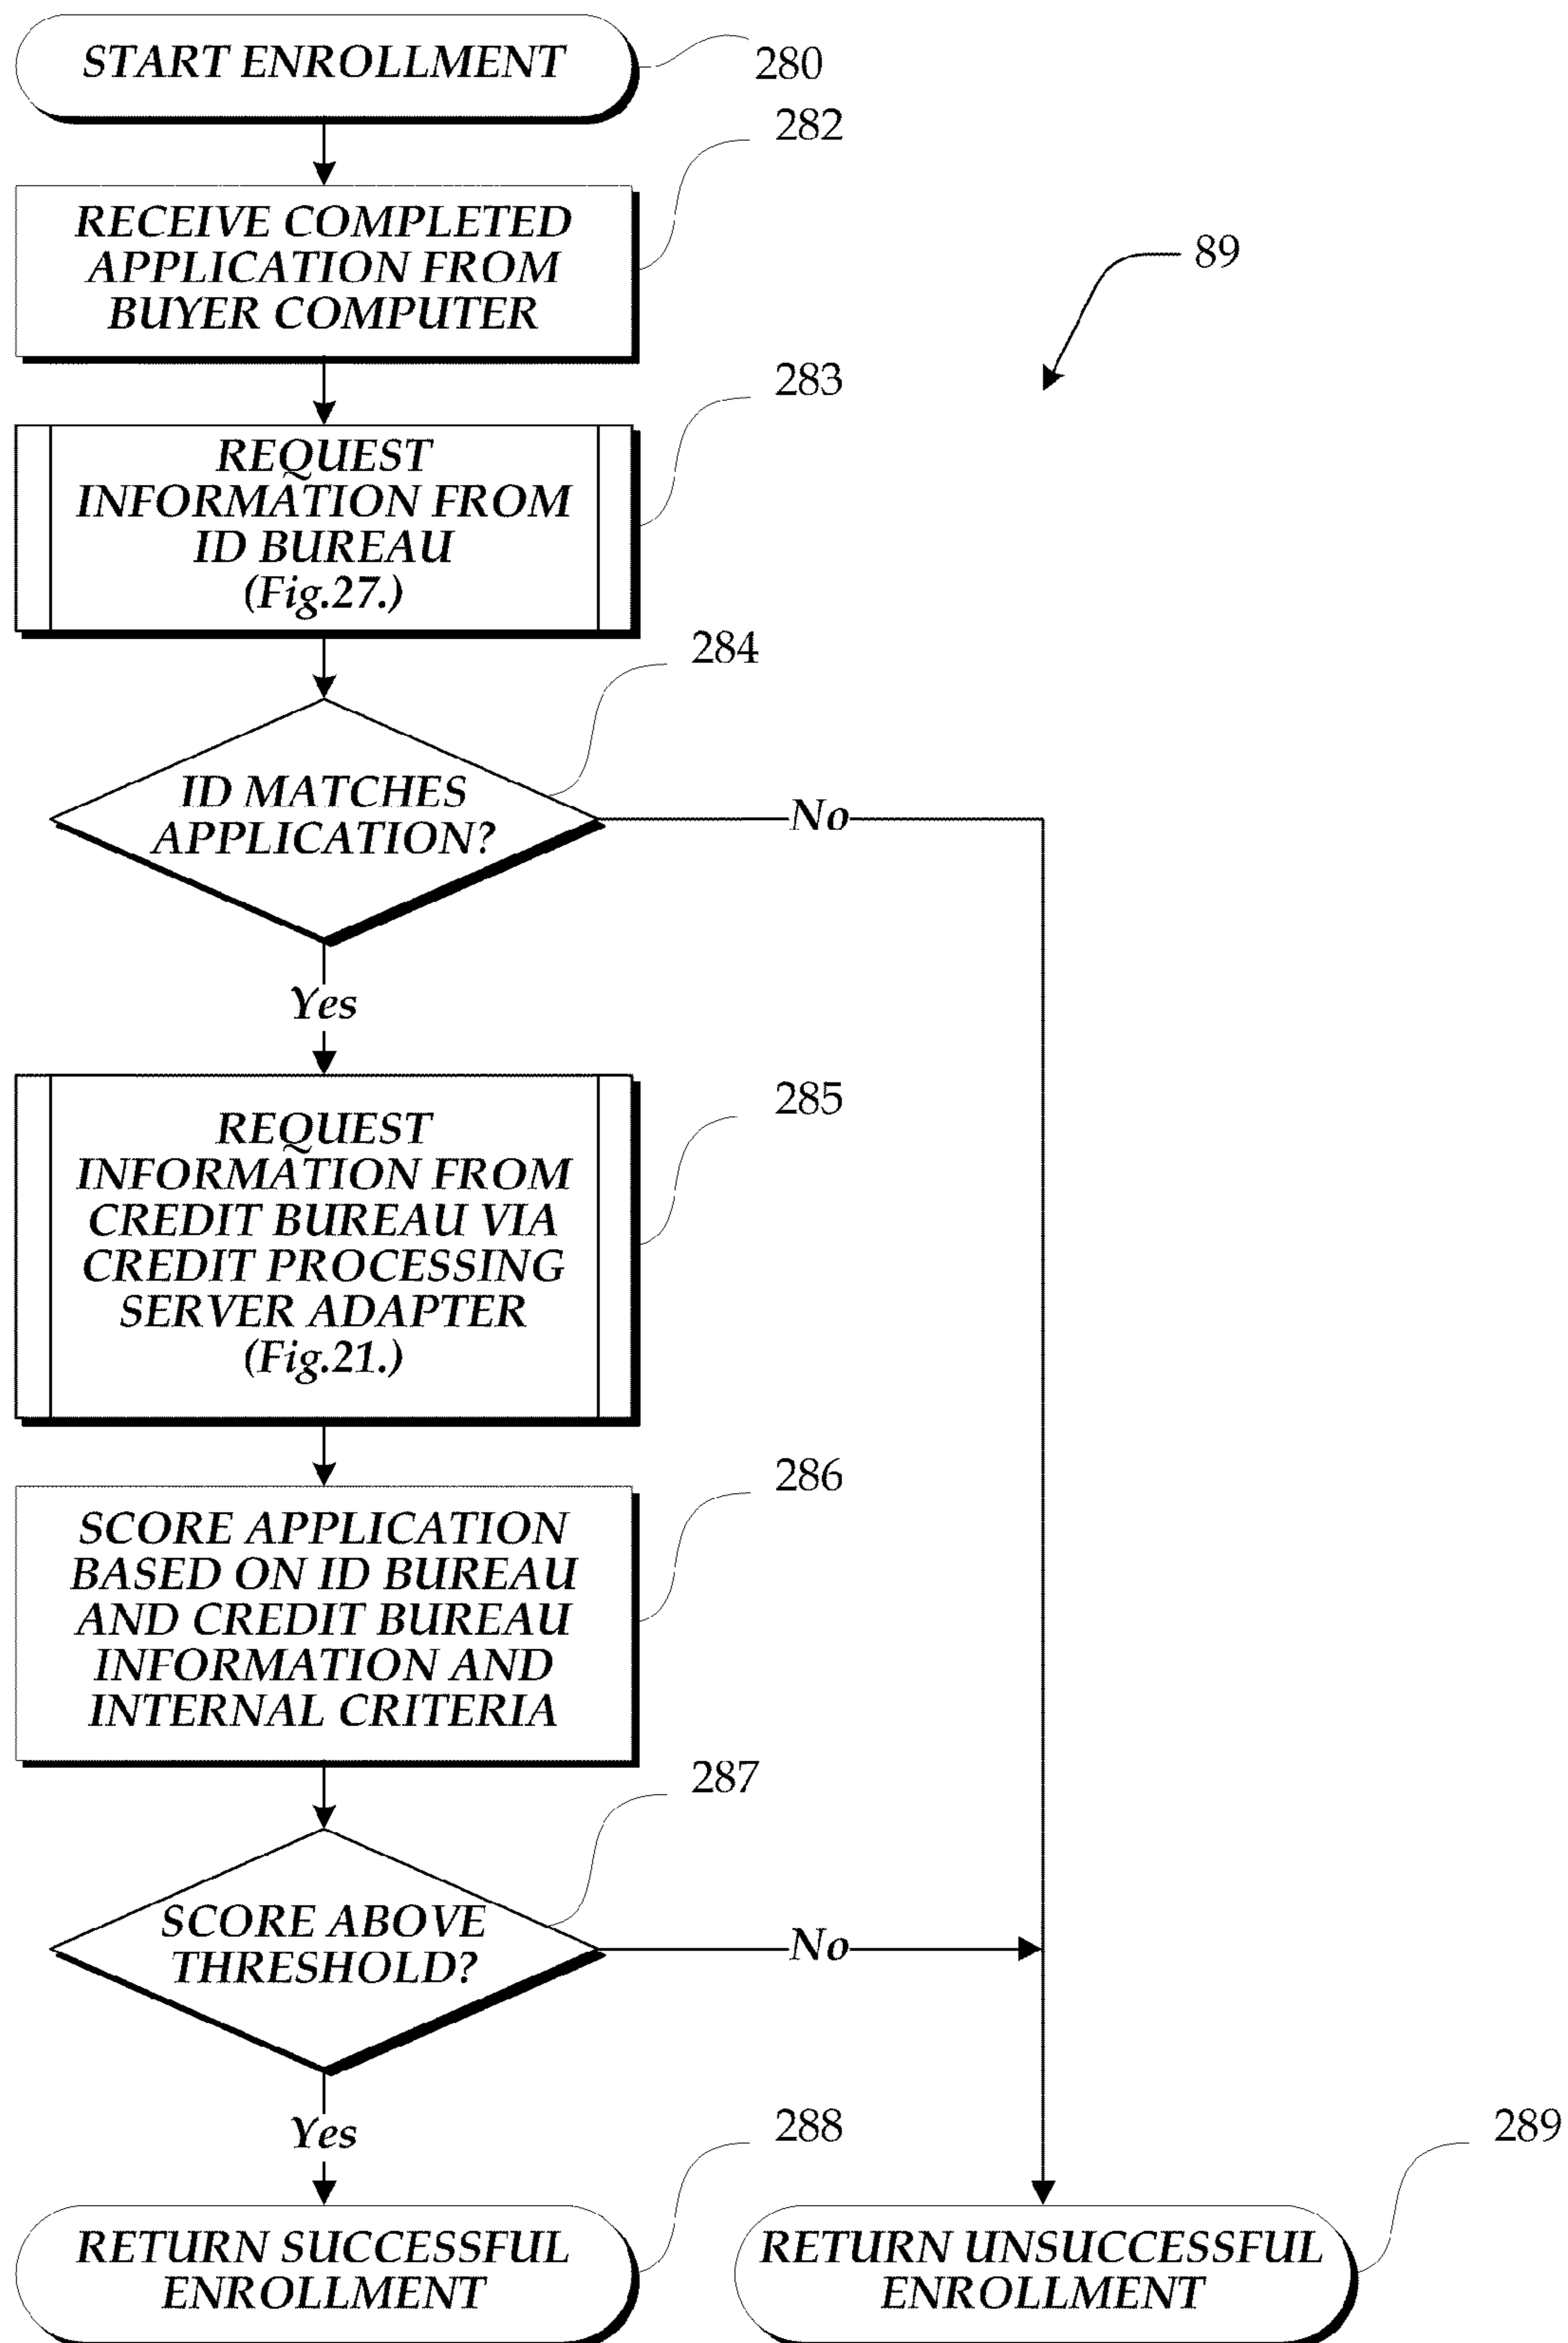 START ENROLLMENT
280
282
RECEIVE COMPLETED
APPLICATION FROM
BUYER COMPUTER
89
283
REQUEST
INFORMATION FROM
ID BUREAU
(Fig.27.)
284
ID MATCHES
APPLICATION?
No
Yes
285
REQUEST
INFORMATION FROM
CREDIT BUREAU VIA
CREDIT PROCESSING
SERVER ADAPTER
(Fig.21.)
286
SCORE APPLICATION
BASED ON ID BUREAU
AND CREDIT BUREAU
INFORMATION AND
INTERNAL CRITERIA
287
SCORE ABOVE
THRESHOLD?
No
Yes
288
289
RETURN SUCCESSFUL
ENROLLMENT
RETURN UNSUCCESSFUL
ENROLLMENT